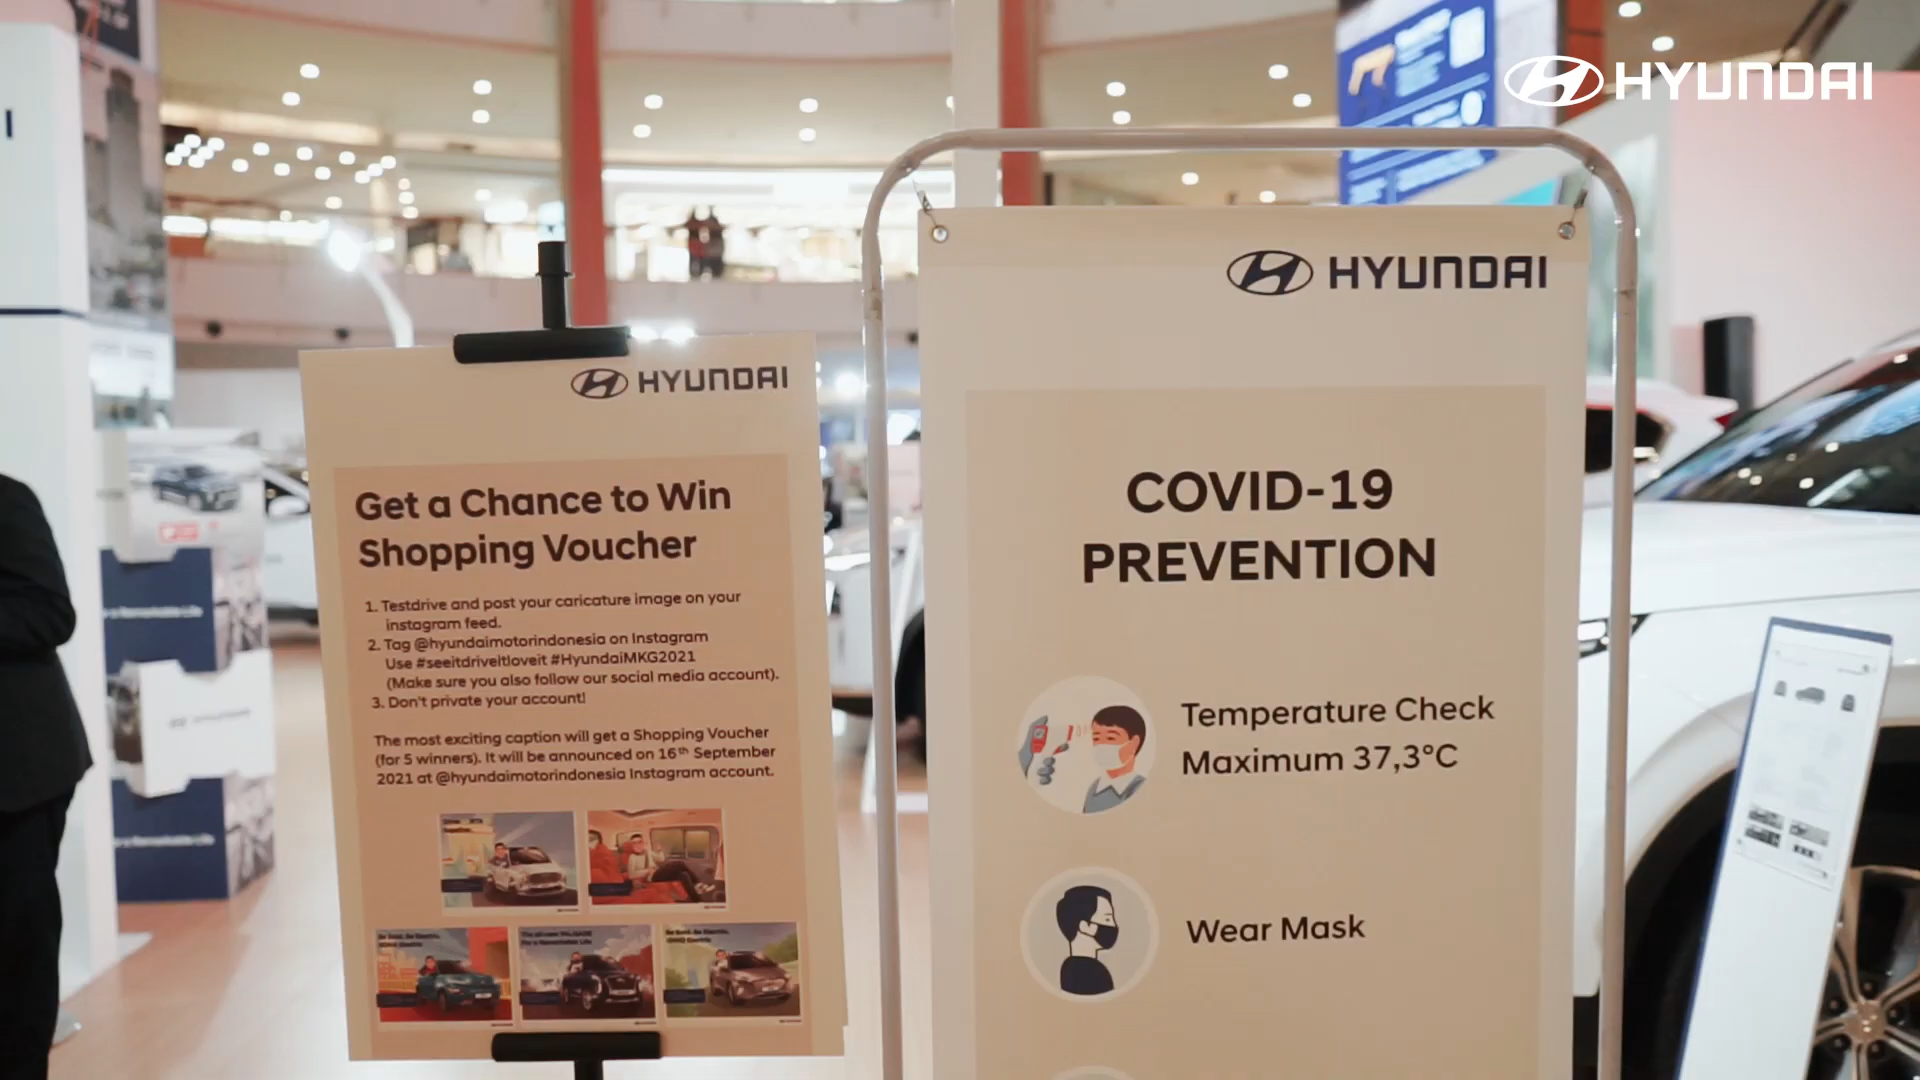 HYUNDAI
HYUNDAI
Get a Chance to Win
Shopping Voucher
1. Testdrive and post your caricature image on your
instagram feed.
2. Tag @hyundaimotorindonesia on Instagram
Use #seeitdriveitloveit #HyundaiMKG2021
(Make sure you also follow our social media account).
3. Don't private your account!
The most exciting caption will get a Shopping Voucher
(for 5 winners). It will be announced on 16th September
2021 at @hyundaimotorindonesia Instagram account.
HYUNDAI
COVID-19
PREVENTION
Temperature Check
Maximum 37,3°C
Wear Mask